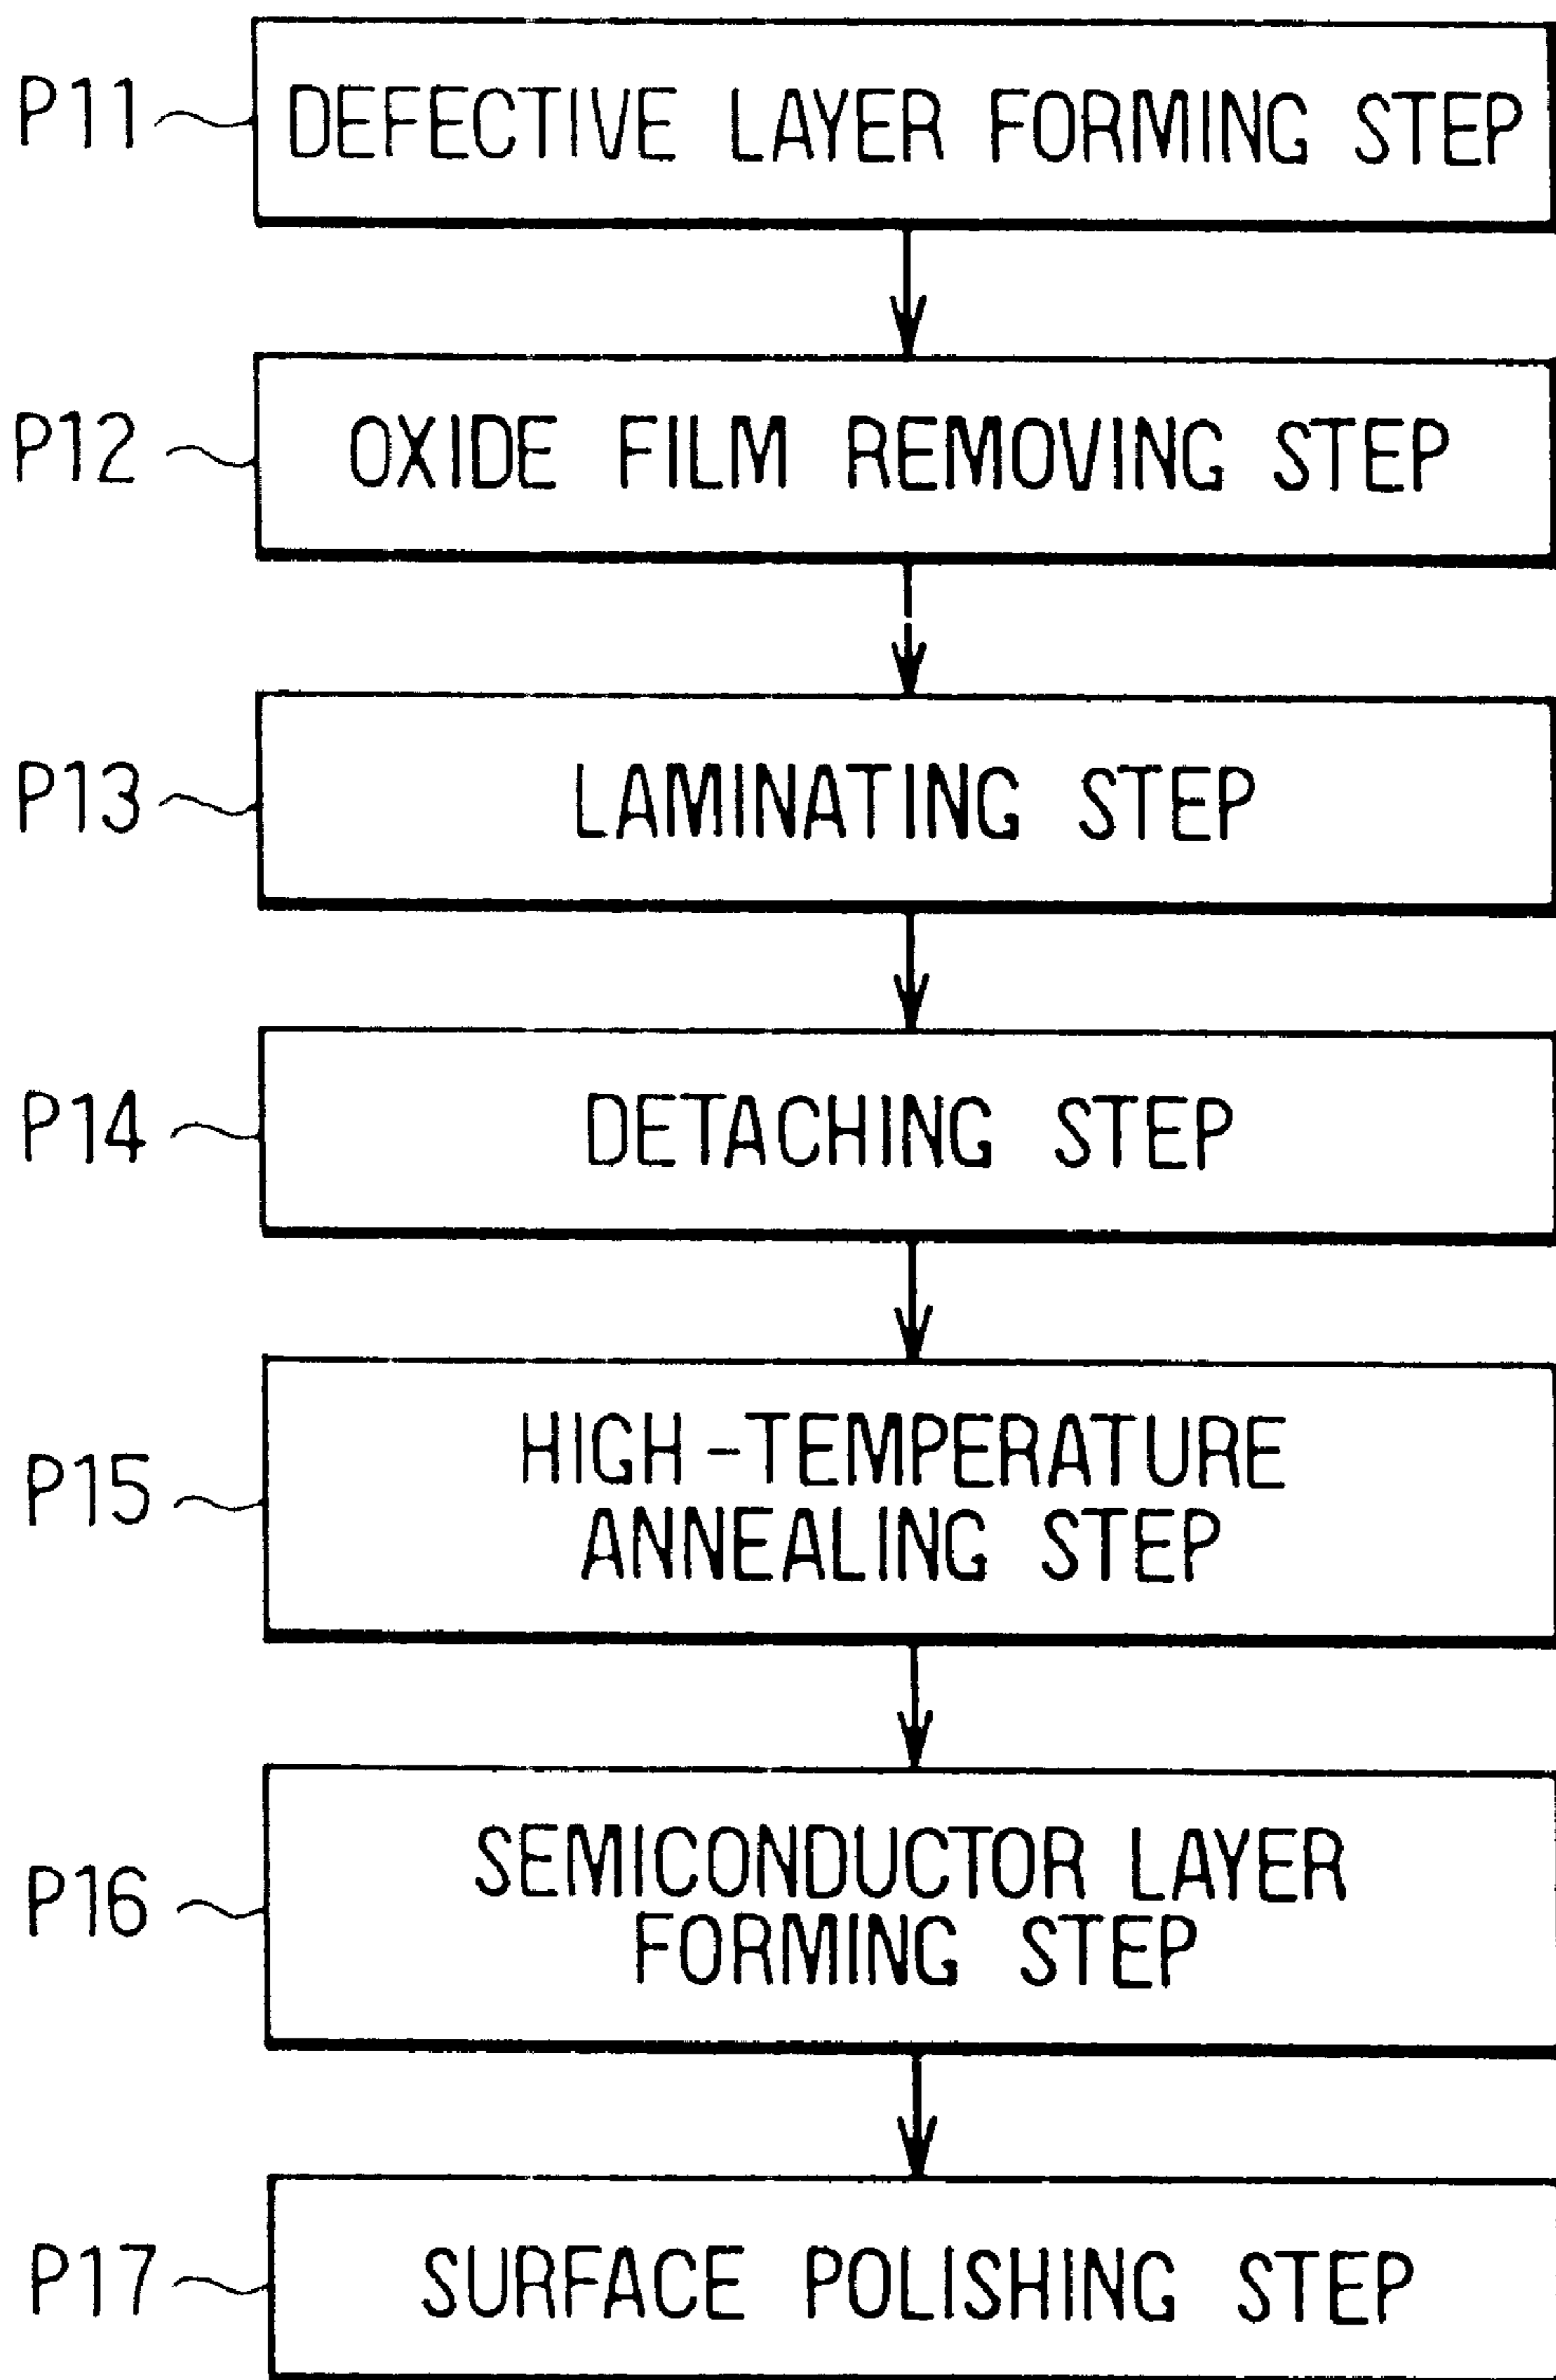 P11 DEFECTIVE LAYER FORMING STEP
P12 OXIDE FILM REMOVING STEP
P13 LAMINATING STEP
P14 DETACHING STEP
P15 HIGH-TEMPERATURE
ANNEALING STEP
P16 SEMICONDUCTOR LAYER
FORMING STEP
P17 SURFACE POLISHING STEP